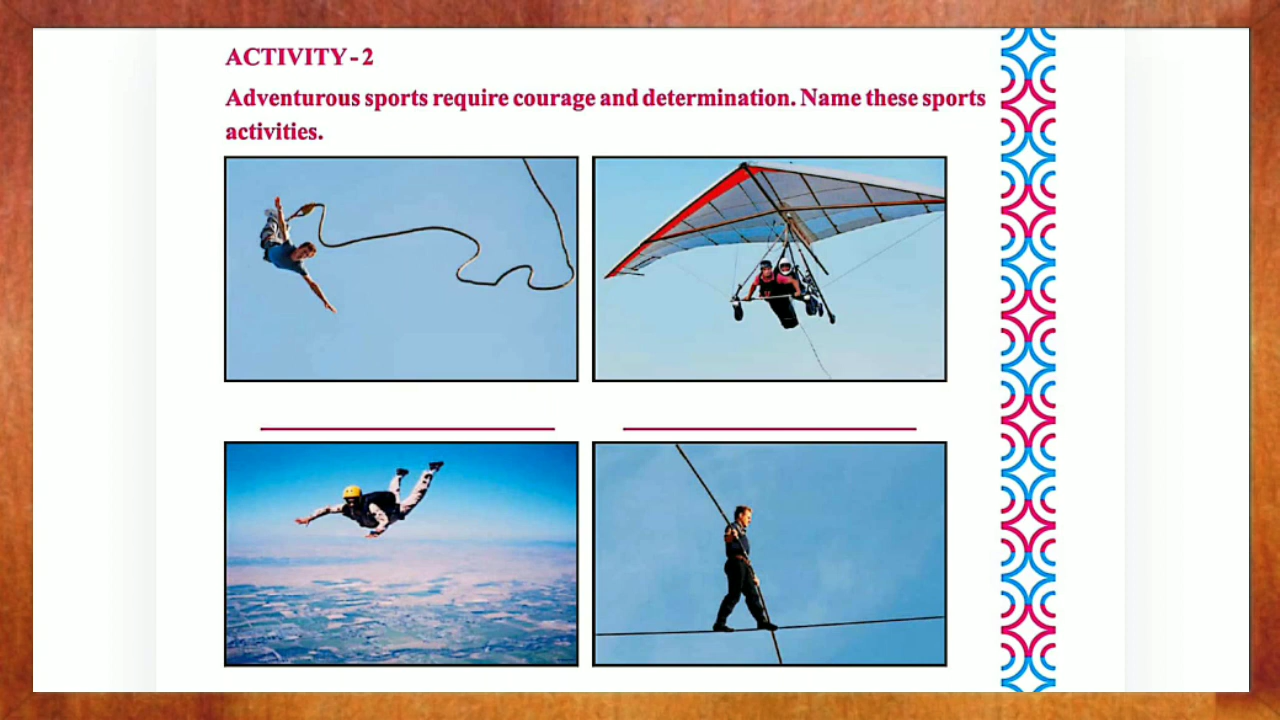 ACTIVITY - 2
Adventurous sports require courage and determination. Name these sports
activities.